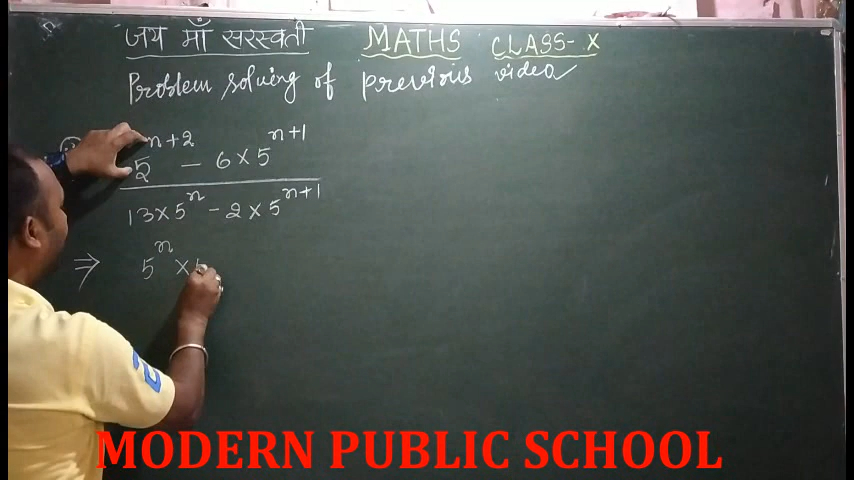 जय माँ सरस्वती MATHS CLASS-X
Problem solving of previous video
5^{n+2} - 6×5^{n+1}
13×5^n - 2×5^{n+1}
⇒ 5^n ×
MODERN PUBLIC SCHOOL